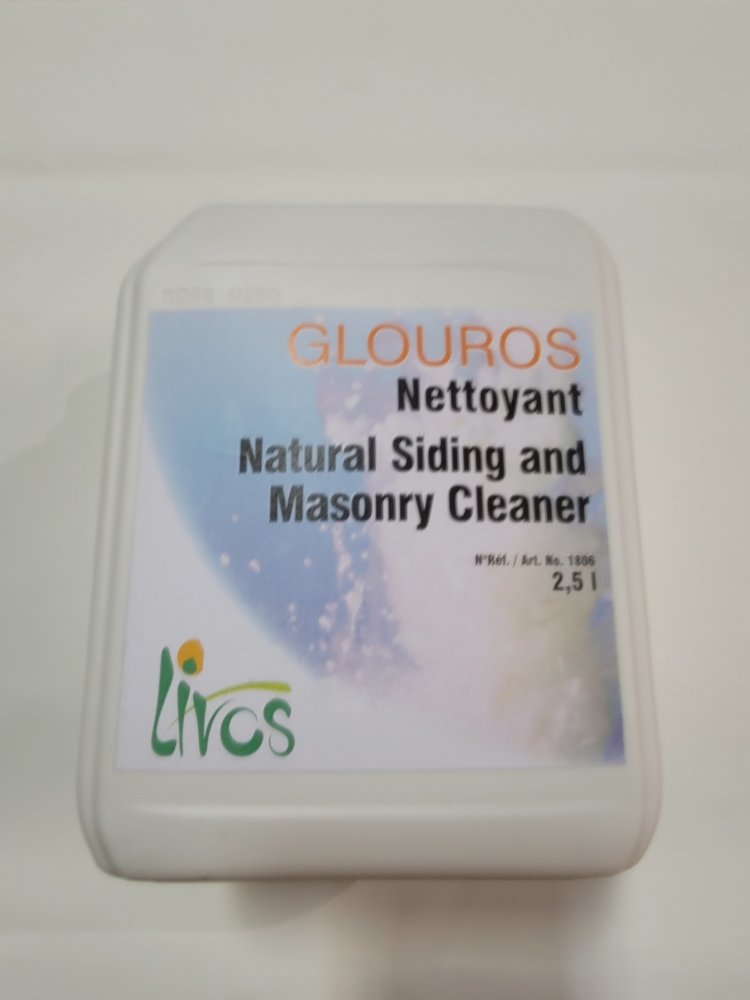 GLOUROS
Nettoyant
Natural Siding and
Masonry Cleaner
N°Réf. / Art. No. 1806
2,5 l
Livos